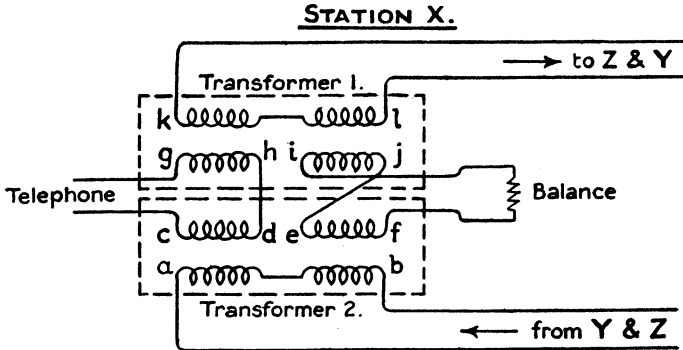 STATION X.
to Z & Y
Transformer 1.
k l
g h i j
Telephone
Balance
c d e f
a b
Transformer 2.
from Y & Z